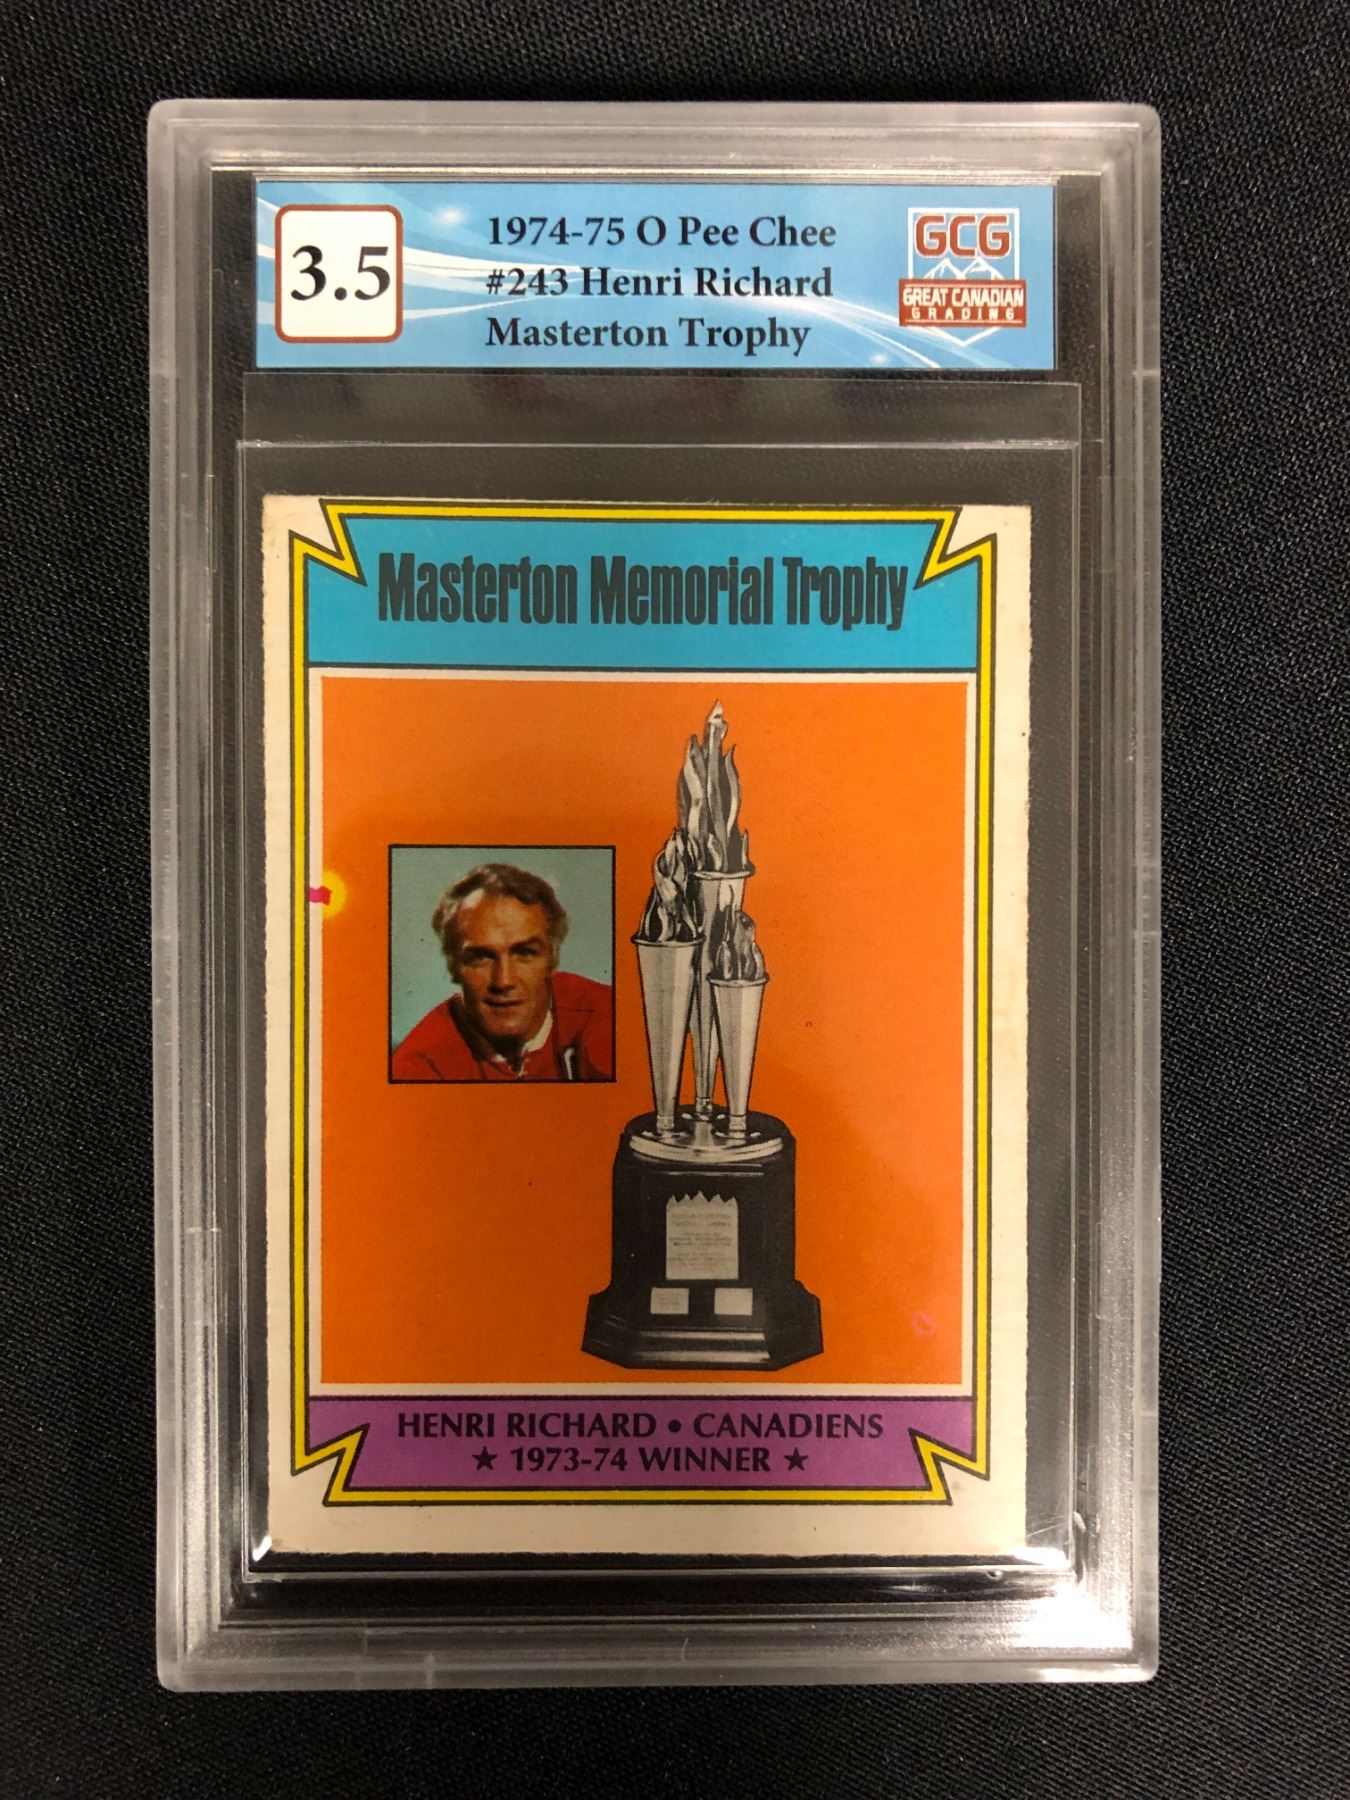 3.5
1974-75 O Pee Chee
#243 Henri Richard
Masterton Trophy
GCG
GREAT CANADIAN
GRADING
Masterton Memorial Trophy
HENRI RICHARD • CANADIENS
★ 1973-74 WINNER ★